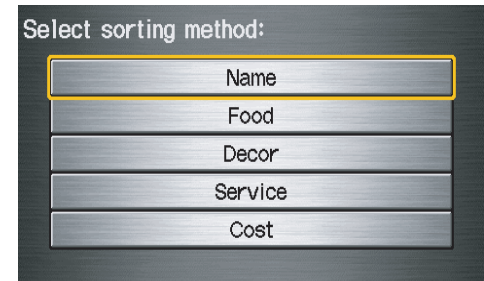 Select sorting method:
Name
Food
Decor
Service
Cost